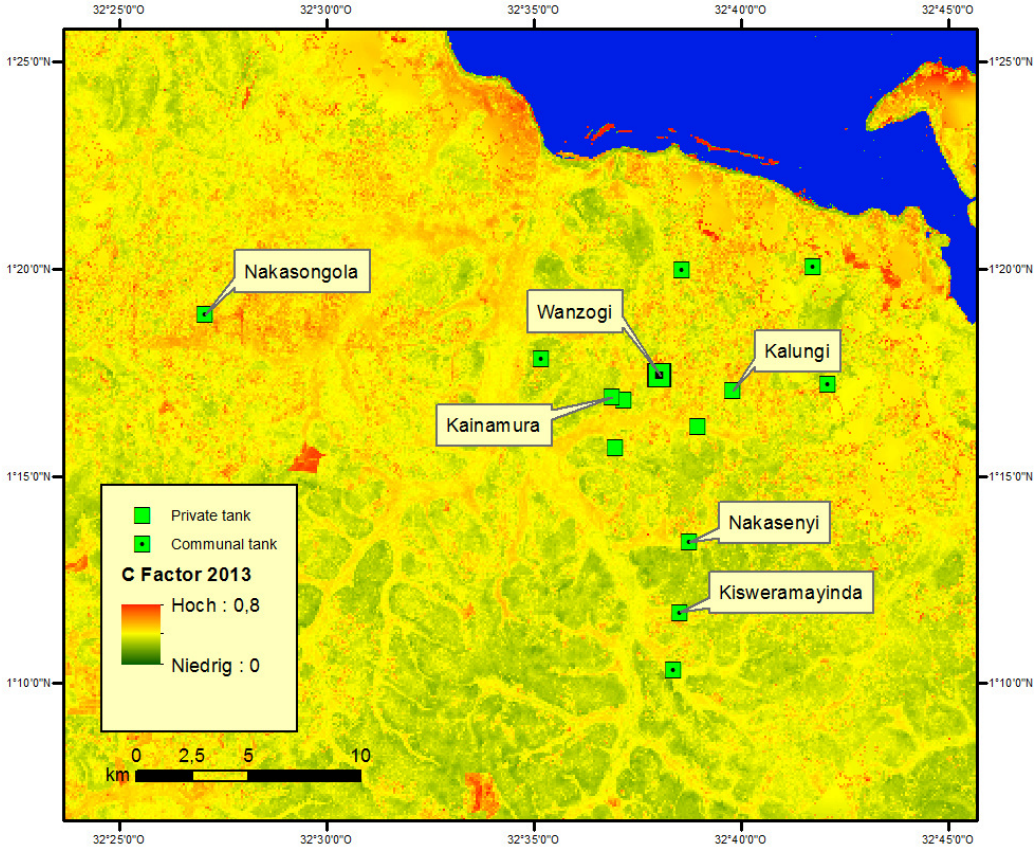 32°25'0"O 32°30'0"O 32°35'0"O 32°40'0"O 32°45'0"O
1°25'0"N 1°25'0"N
1°20'0"N 1°20'0"N
Nakasongola
Wanzogi
Kalungi
Kainamura
1°15'0"N 1°15'0"N
Private tank
Communal tank
C Factor 2013
Hoch : 0,8
Niedrig : 0
Nakasenyi
Kisweramayinda
1°10'0"N 1°10'0"N
0 2,5 5 10
km
32°25'0"O 32°30'0"O 32°35'0"O 32°40'0"O 32°45'0"O